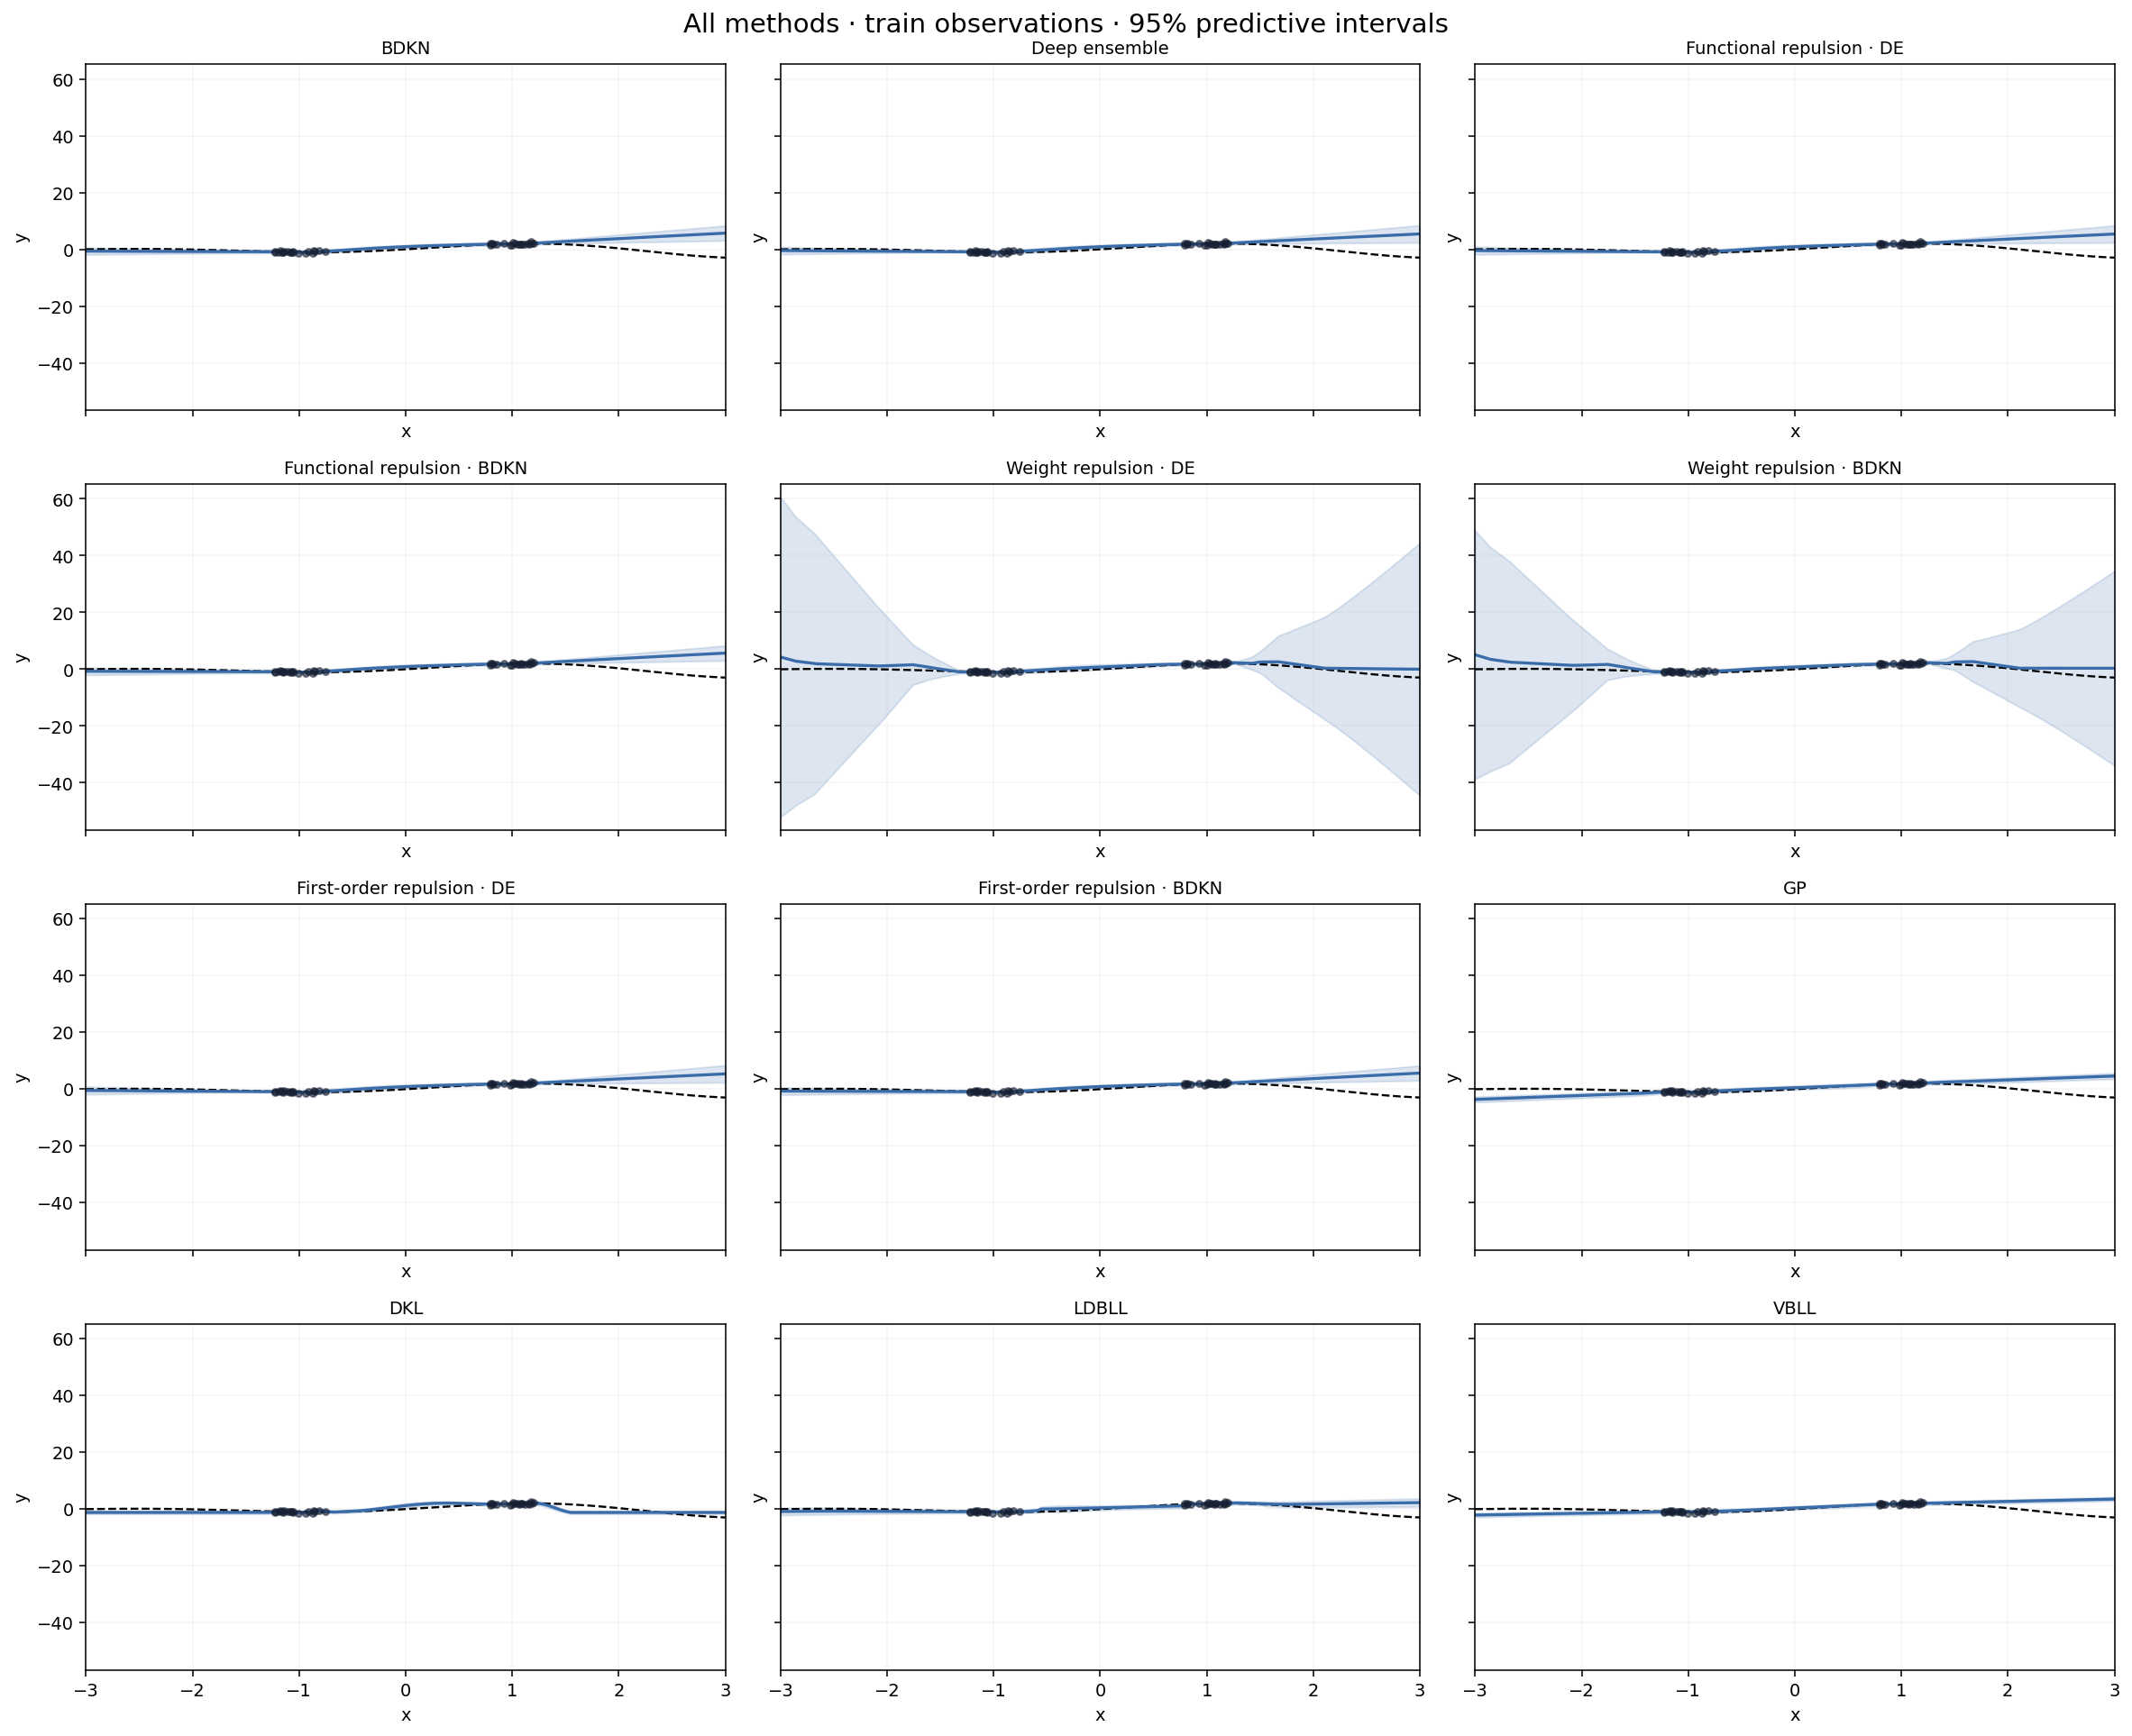 All methods · train observations · 95% predictive intervals
BDKN
Deep ensemble
Functional repulsion · DE
60
40
20
0
−20
−40
y
y
y
x
x
x
Functional repulsion · BDKN
Weight repulsion · DE
Weight repulsion · BDKN
60
40
20
0
−20
−40
y
y
y
x
x
x
First-order repulsion · DE
First-order repulsion · BDKN
GP
60
40
20
0
−20
−40
y
y
y
x
x
x
DKL
LDBLL
VBLL
60
40
20
0
−20
−40
y
y
y
−3 −2 −1 0 1 2 3
−3 −2 −1 0 1 2 3
−3 −2 −1 0 1 2 3
x
x
x